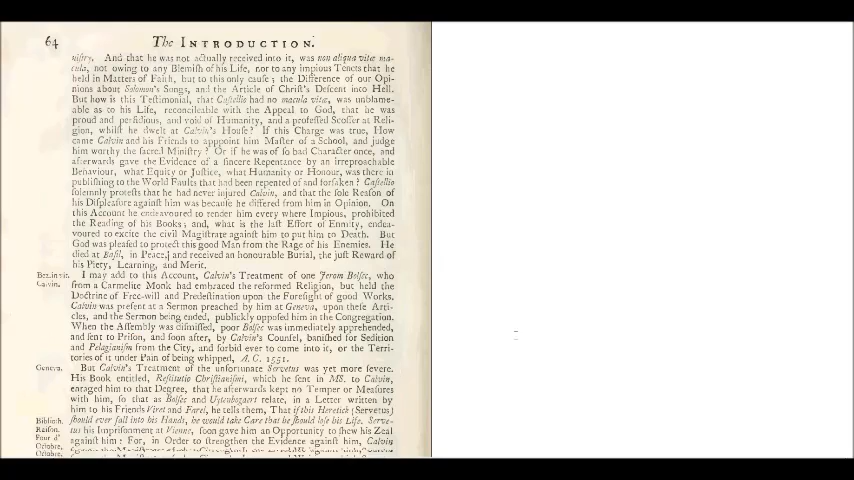 64 The INTRODUCTION.
niſtry. And that he was not actually received into it, was non aliqua vitæ ma-
cula, not owing to any Blemiſh of his Life, nor to any impious Tenets that he
held in Matters of Faith, but to this only cauſe; the Difference of our Opi-
nions about Solomon's Songs, and the Article of Chriſt's Deſcent into Hell.
But how is this Teſtimonial, that Caſtellio had no macula vitæ, was unblame-
able as to his Life, reconcileable with the Appeal to God, that he was
proud and perfidious, and void of Humanity, and a profeſſed Scoffer at Reli-
gion, whilſt he dwelt at Calvin's Houſe? If this Charge was true, How
came Calvin and his Friends to appoint him Maſter of a School, and judge
him worthy the ſacred Miniſtry? Or if he was of ſo bad Character once, and
afterwards gave the Evidence of a ſincere Repentance by an irreproachable
Behaviour, what Equity or Juſtice, what Humanity or Honour, was there in
publiſhing to the World Faults that had been repented of and forſaken? Caſtellio
ſolemnly proteſts that he had never injured Calvin, and that the ſole Reaſon of
his Diſpleaſure againſt him was becauſe he differed from him in Opinion. On
this Account he endeavoured to render him every where Impious, prohibited
the Reading of his Books; and, what is the laſt Effort of Enmity, endea-
voured to excite the civil Magiſtrate againſt him to put him to Death. But
God was pleaſed to protect this good Man from the Rage of his Enemies. He
died at Baſil, in Peace, and received an honourable Burial, the juſt Reward of
his Piety, Learning, and Merit.
Beza in vit. I may add to this Account, Calvin's Treatment of one Jerom Bolſec, who
Calvin. from a Carmelite Monk had embraced the reformed Religion, but held the
Doctrine of Free-will and Predeſtination upon the Foreſight of good Works.
Calvin was preſent at a Sermon preached by him at Geneva, upon theſe Arti-
cles, and the Sermon being ended, publickly oppoſed him in the Congregation.
When the Aſſembly was diſmiſſed, poor Bolſec was immediately apprehended,
and ſent to Priſon, and ſoon after, by Calvin's Counſel, baniſhed for Sedition
and Pelagianiſm from the City, and forbid ever to come into it, or the Terri-
tories of it under Pain of being whipped, A. C. 1551.
Geneva. But Calvin's Treatment of the unfortunate Servetus was yet more ſevere.
His Book entitled, Reſtitutio Chriſtianiſmi, which he ſent in MS. to Calvin,
enraged him to that Degree, that he afterwards kept no Temper or Meaſures
with him, ſo that as Bolſec and Uytenbogaert relate, in a Letter written by
him to his Friends Viret and Farel, he tells them, That if this Heretick (Servetus)
Biblioth. ſhould ever fall into his Hands, he would take Care that he ſhould loſe his Life. Serve-
Raiſon. tus his Impriſonment at Vienne, ſoon gave him an Opportunity to ſhew his Zeal
Pour d' againſt him: For, in Order to ſtrengthen the Evidence againſt him, Calvin
Octobre,
Octobre.